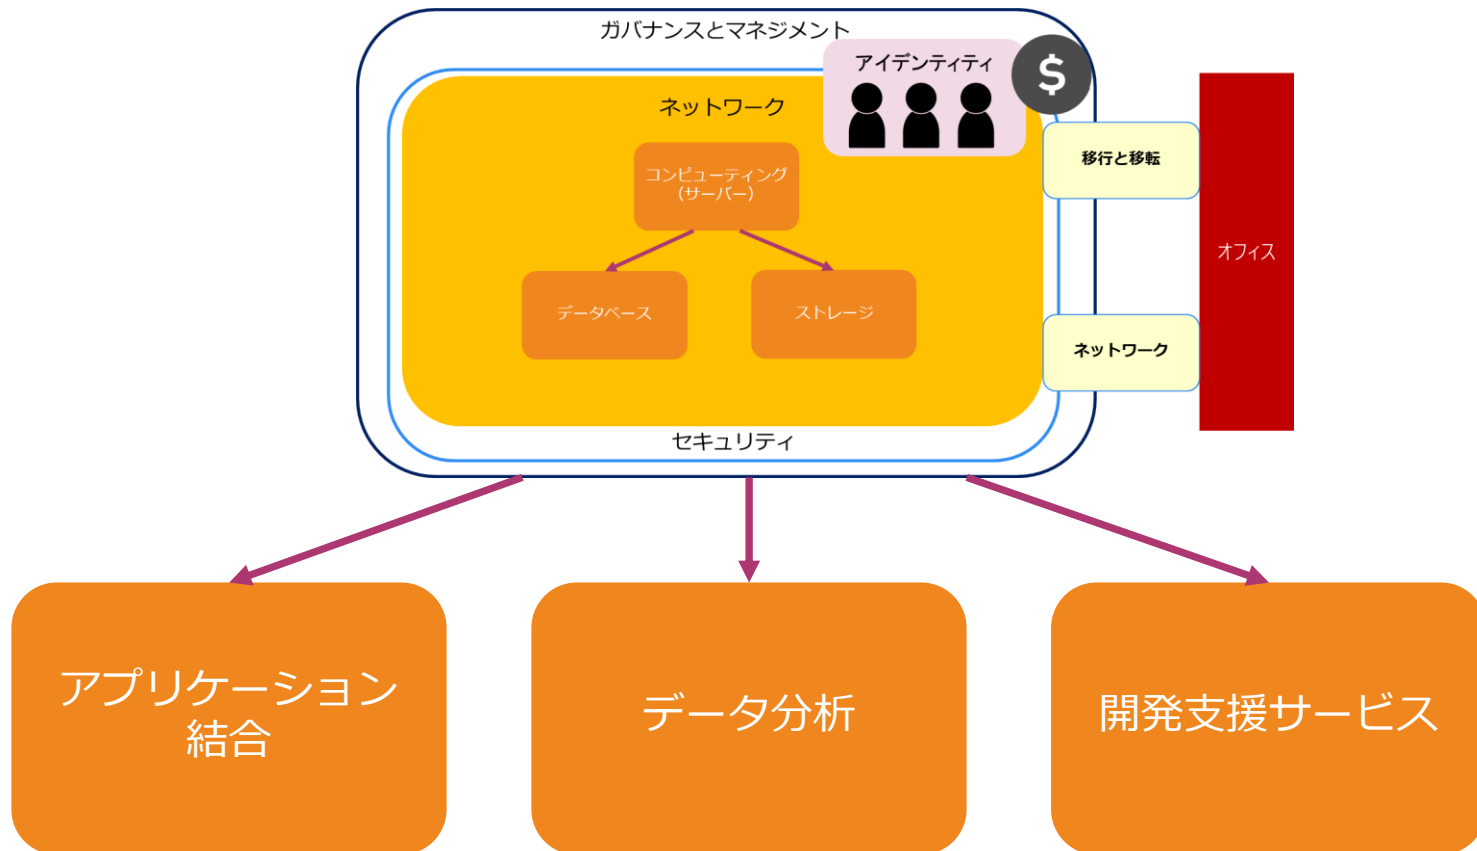 ガバナンスとマネジメント
アイデンティティ
$
ネットワーク
移行と移転
コンピューティング
（サーバー）
オフィス
データベース
ストレージ
ネットワーク
セキュリティ
アプリケーション
結合
データ分析
開発支援サービス